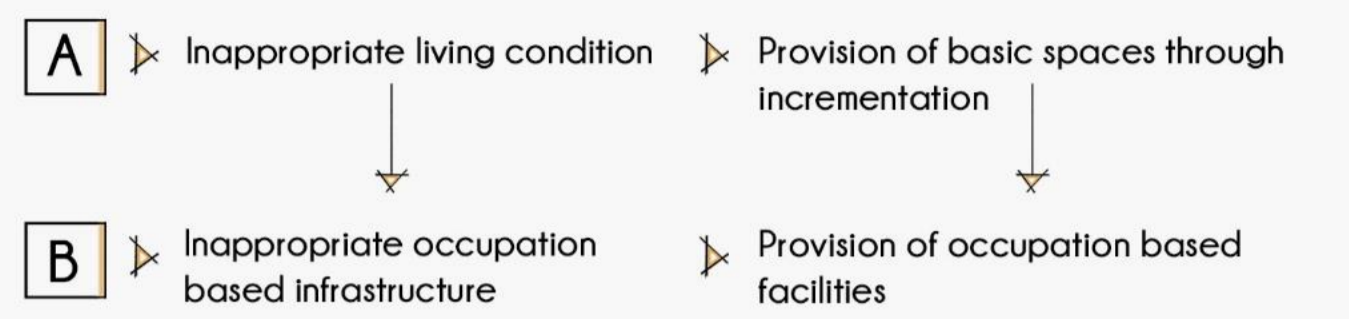 A
Inappropriate living condition
Provision of basic spaces through
incrementation
B
Inappropriate occupation
based infrastructure
Provision of occupation based
facilities